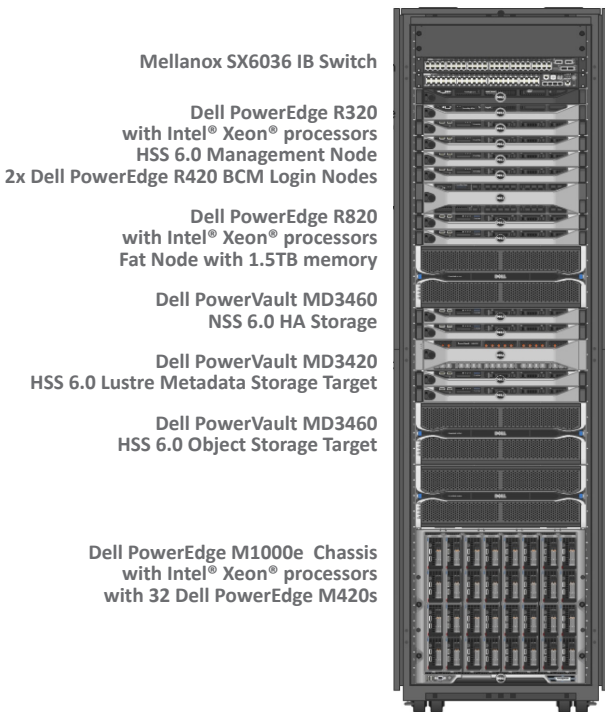 Mellanox SX6036 IB Switch
Dell PowerEdge R320
with Intel® Xeon® processors
HSS 6.0 Management Node
2x Dell PowerEdge R420 BCM Login Nodes
Dell PowerEdge R820
with Intel® Xeon® processors
Fat Node with 1.5TB memory
Dell PowerVault MD3460
NSS 6.0 HA Storage
Dell PowerVault MD3420
HSS 6.0 Lustre Metadata Storage Target
Dell PowerVault MD3460
HSS 6.0 Object Storage Target
Dell PowerEdge M1000e Chassis
with Intel® Xeon® processors
with 32 Dell PowerEdge M420s